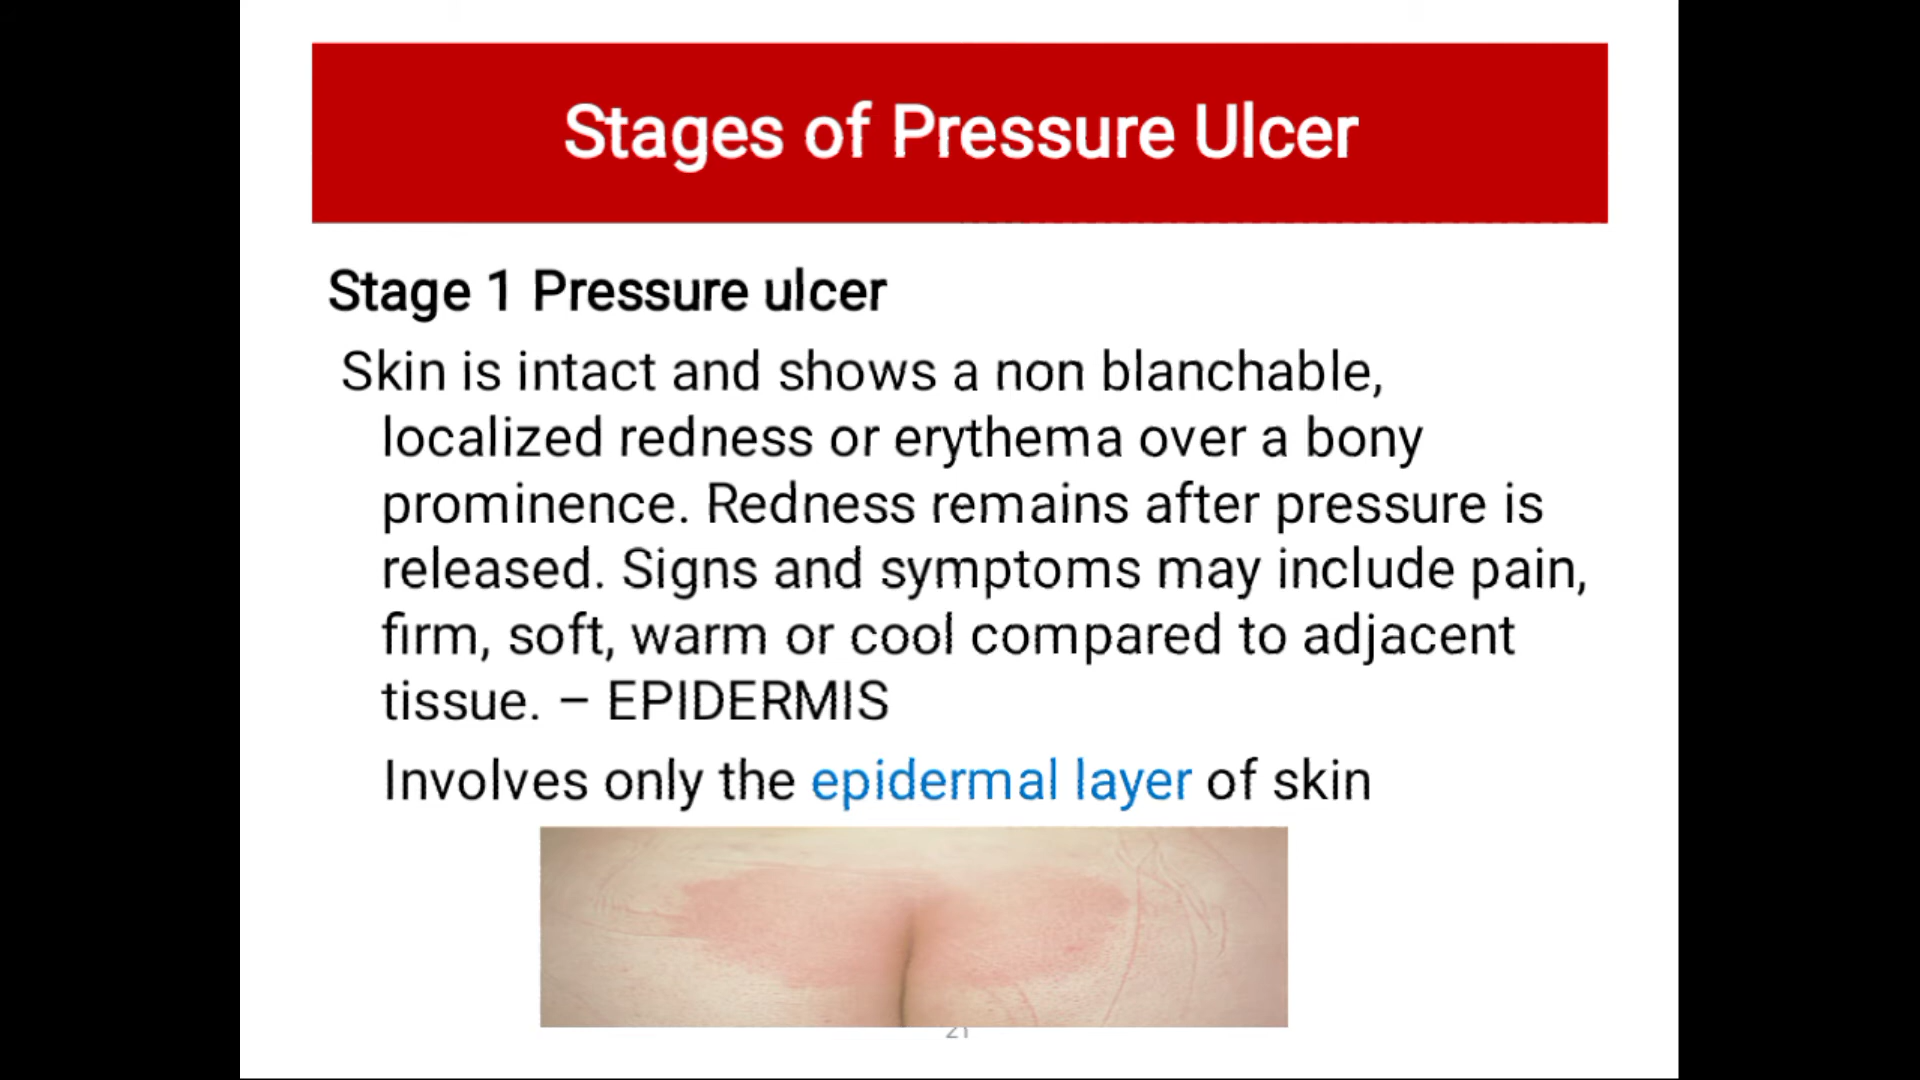 Stages of Pressure Ulcer
Stage 1 Pressure ulcer
Skin is intact and shows a non blanchable,
localized redness or erythema over a bony
prominence. Redness remains after pressure is
released. Signs and symptoms may include pain,
firm, soft, warm or cool compared to adjacent
tissue. – EPIDERMIS
Involves only the epidermal layer of skin
21